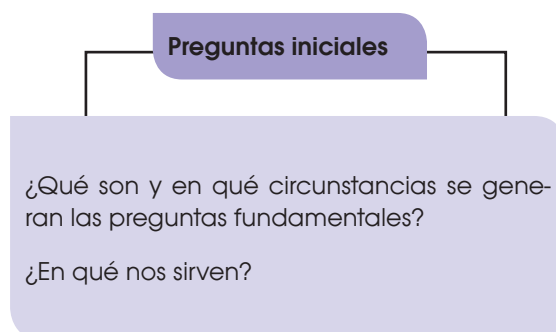 Preguntas iniciales
¿Qué son y en qué circunstancias se gene-
ran las preguntas fundamentales?
¿En qué nos sirven?